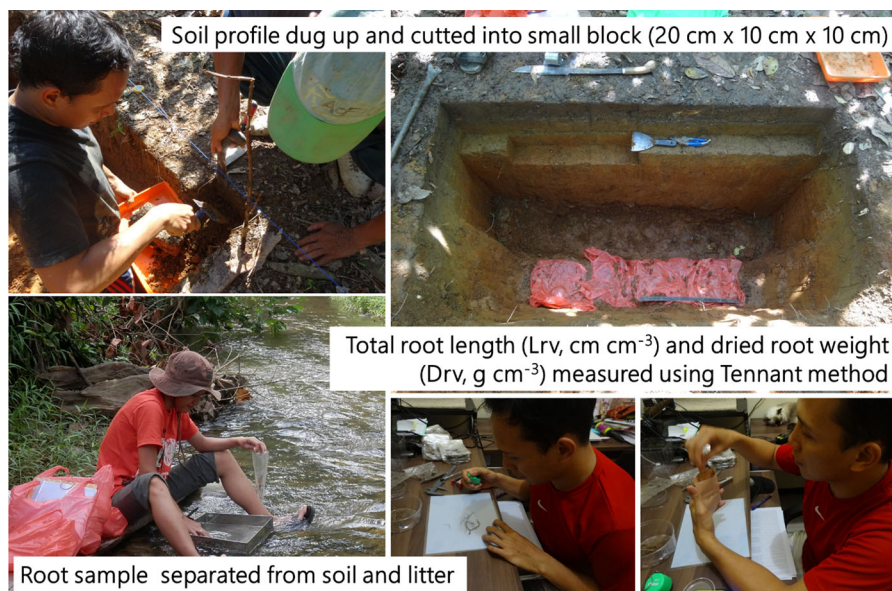 Soil profile dug up and cutted into small block (20 cm x 10 cm x 10 cm)
Total root length (Lrv, cm cm⁻³) and dried root weight
(Drv, g cm⁻³) measured using Tennant method
Root sample separated from soil and litter